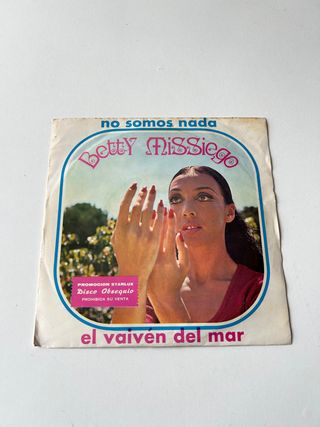 no somos nada
Betty MiSSiego
PROMOCION STARLUX
Disco Obsequio
PROHIBIDA SU VENTA
el vaivén del mar